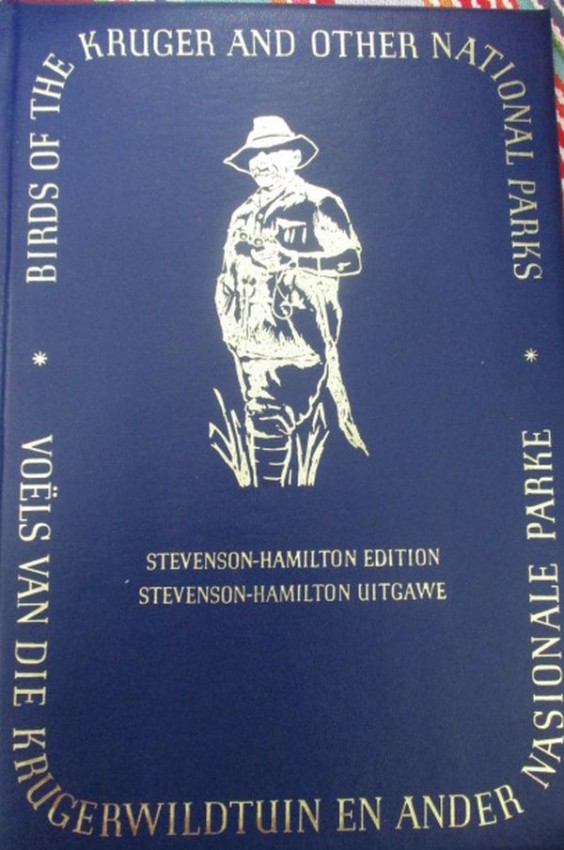 BIRDS OF THE KRUGER AND OTHER NATIONAL PARKS
STEVENSON-HAMILTON EDITION
STEVENSON-HAMILTON UITGAWE
VOËLS VAN DIE KRUGERWILDTUIN EN ANDER NASIONALE PARKE